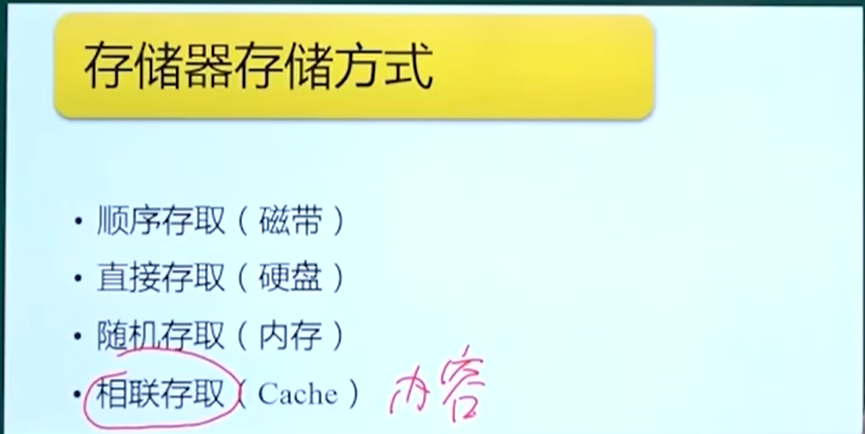 存储器存储方式
• 顺序存取（磁带）
• 直接存取（硬盘）
• 随机存取（内存）
• 相联存取（Cache） 内容